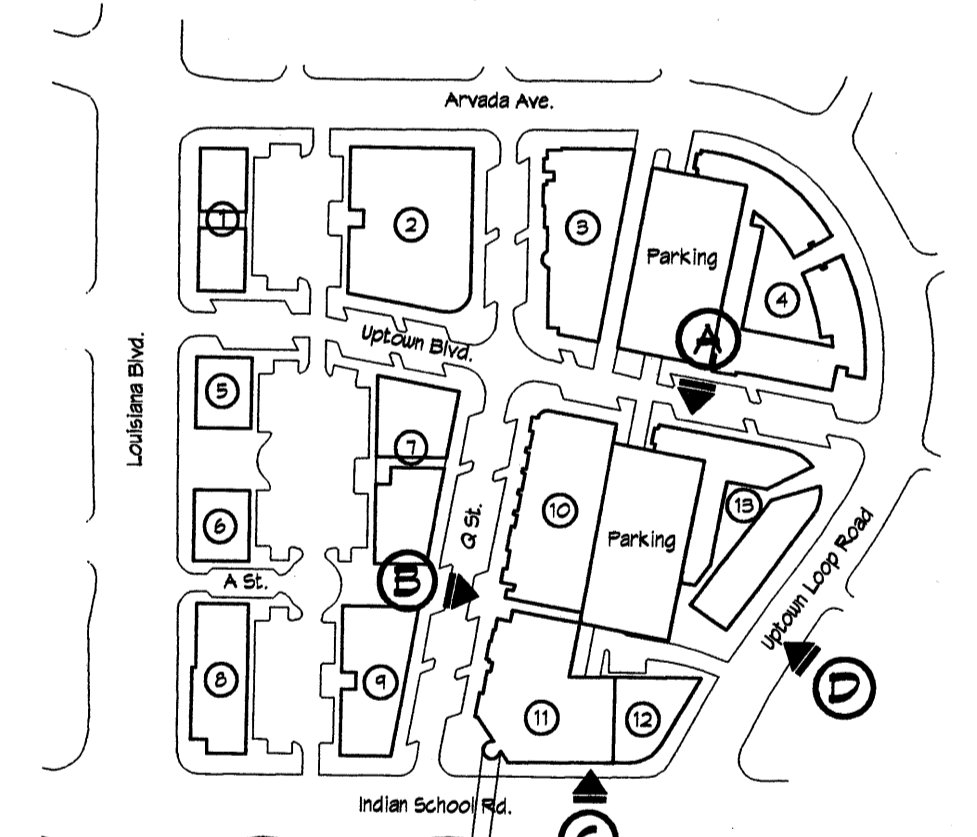 Arvada Ave.
1
2
3
Parking
4
A
Uptown Blvd.
Louisiana Blvd.
5
7
6
Q St.
10
Parking
13
A St.
B
Uptown Loop Road
8
9
11
12
D
Indian School Rd.